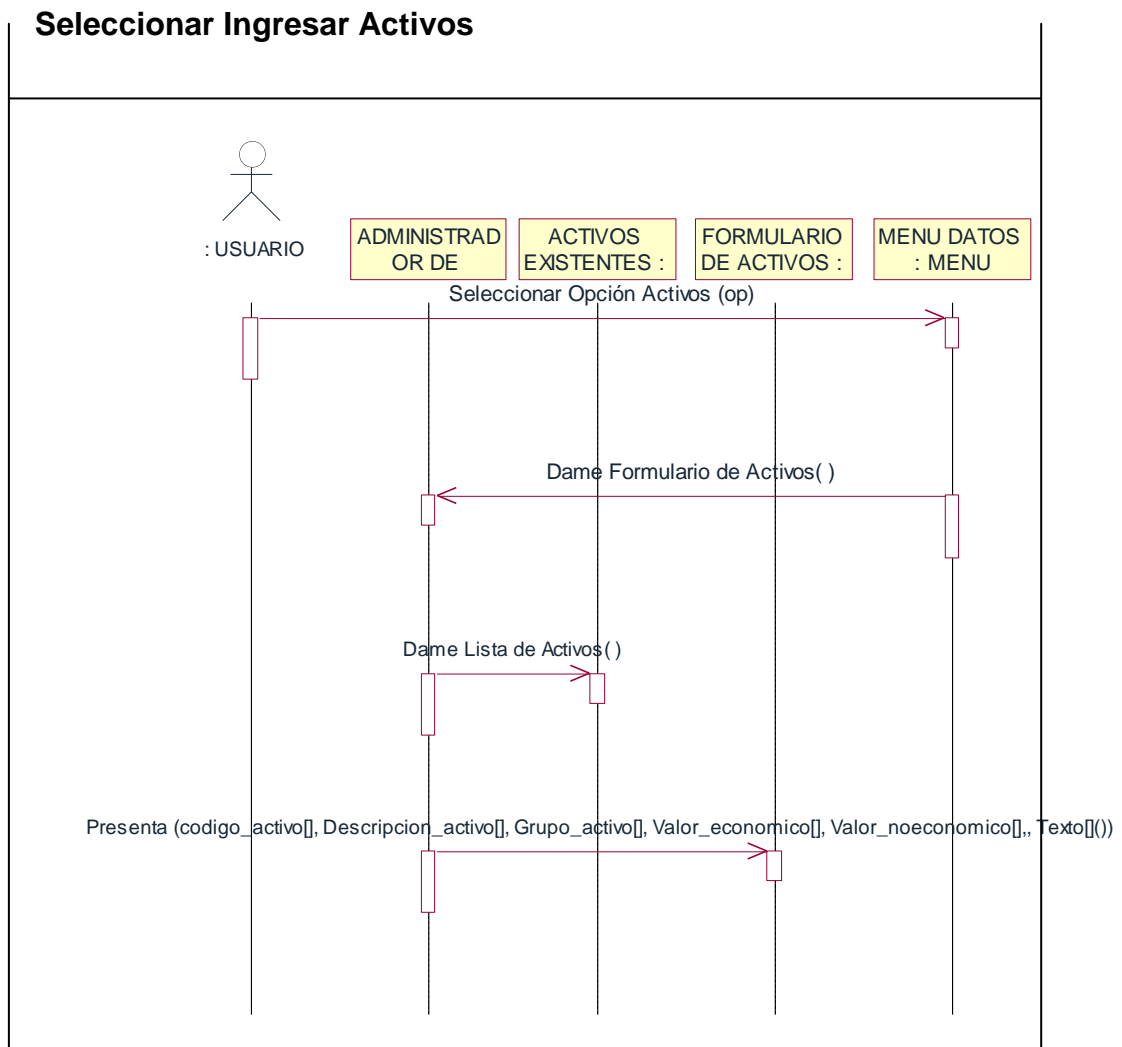 Seleccionar Ingresar Activos
: USUARIO
ADMINISTRAD
OR DE
ACTIVOS
EXISTENTES :
FORMULARIO
DE ACTIVOS :
MENU DATOS
: MENU
Seleccionar Opción Activos (op)
Dame Formulario de Activos( )
Dame Lista de Activos( )
Presenta (codigo_activo[], Descripcion_activo[], Grupo_activo[], Valor_economico[], Valor_noeconomico[],, Texto[]())